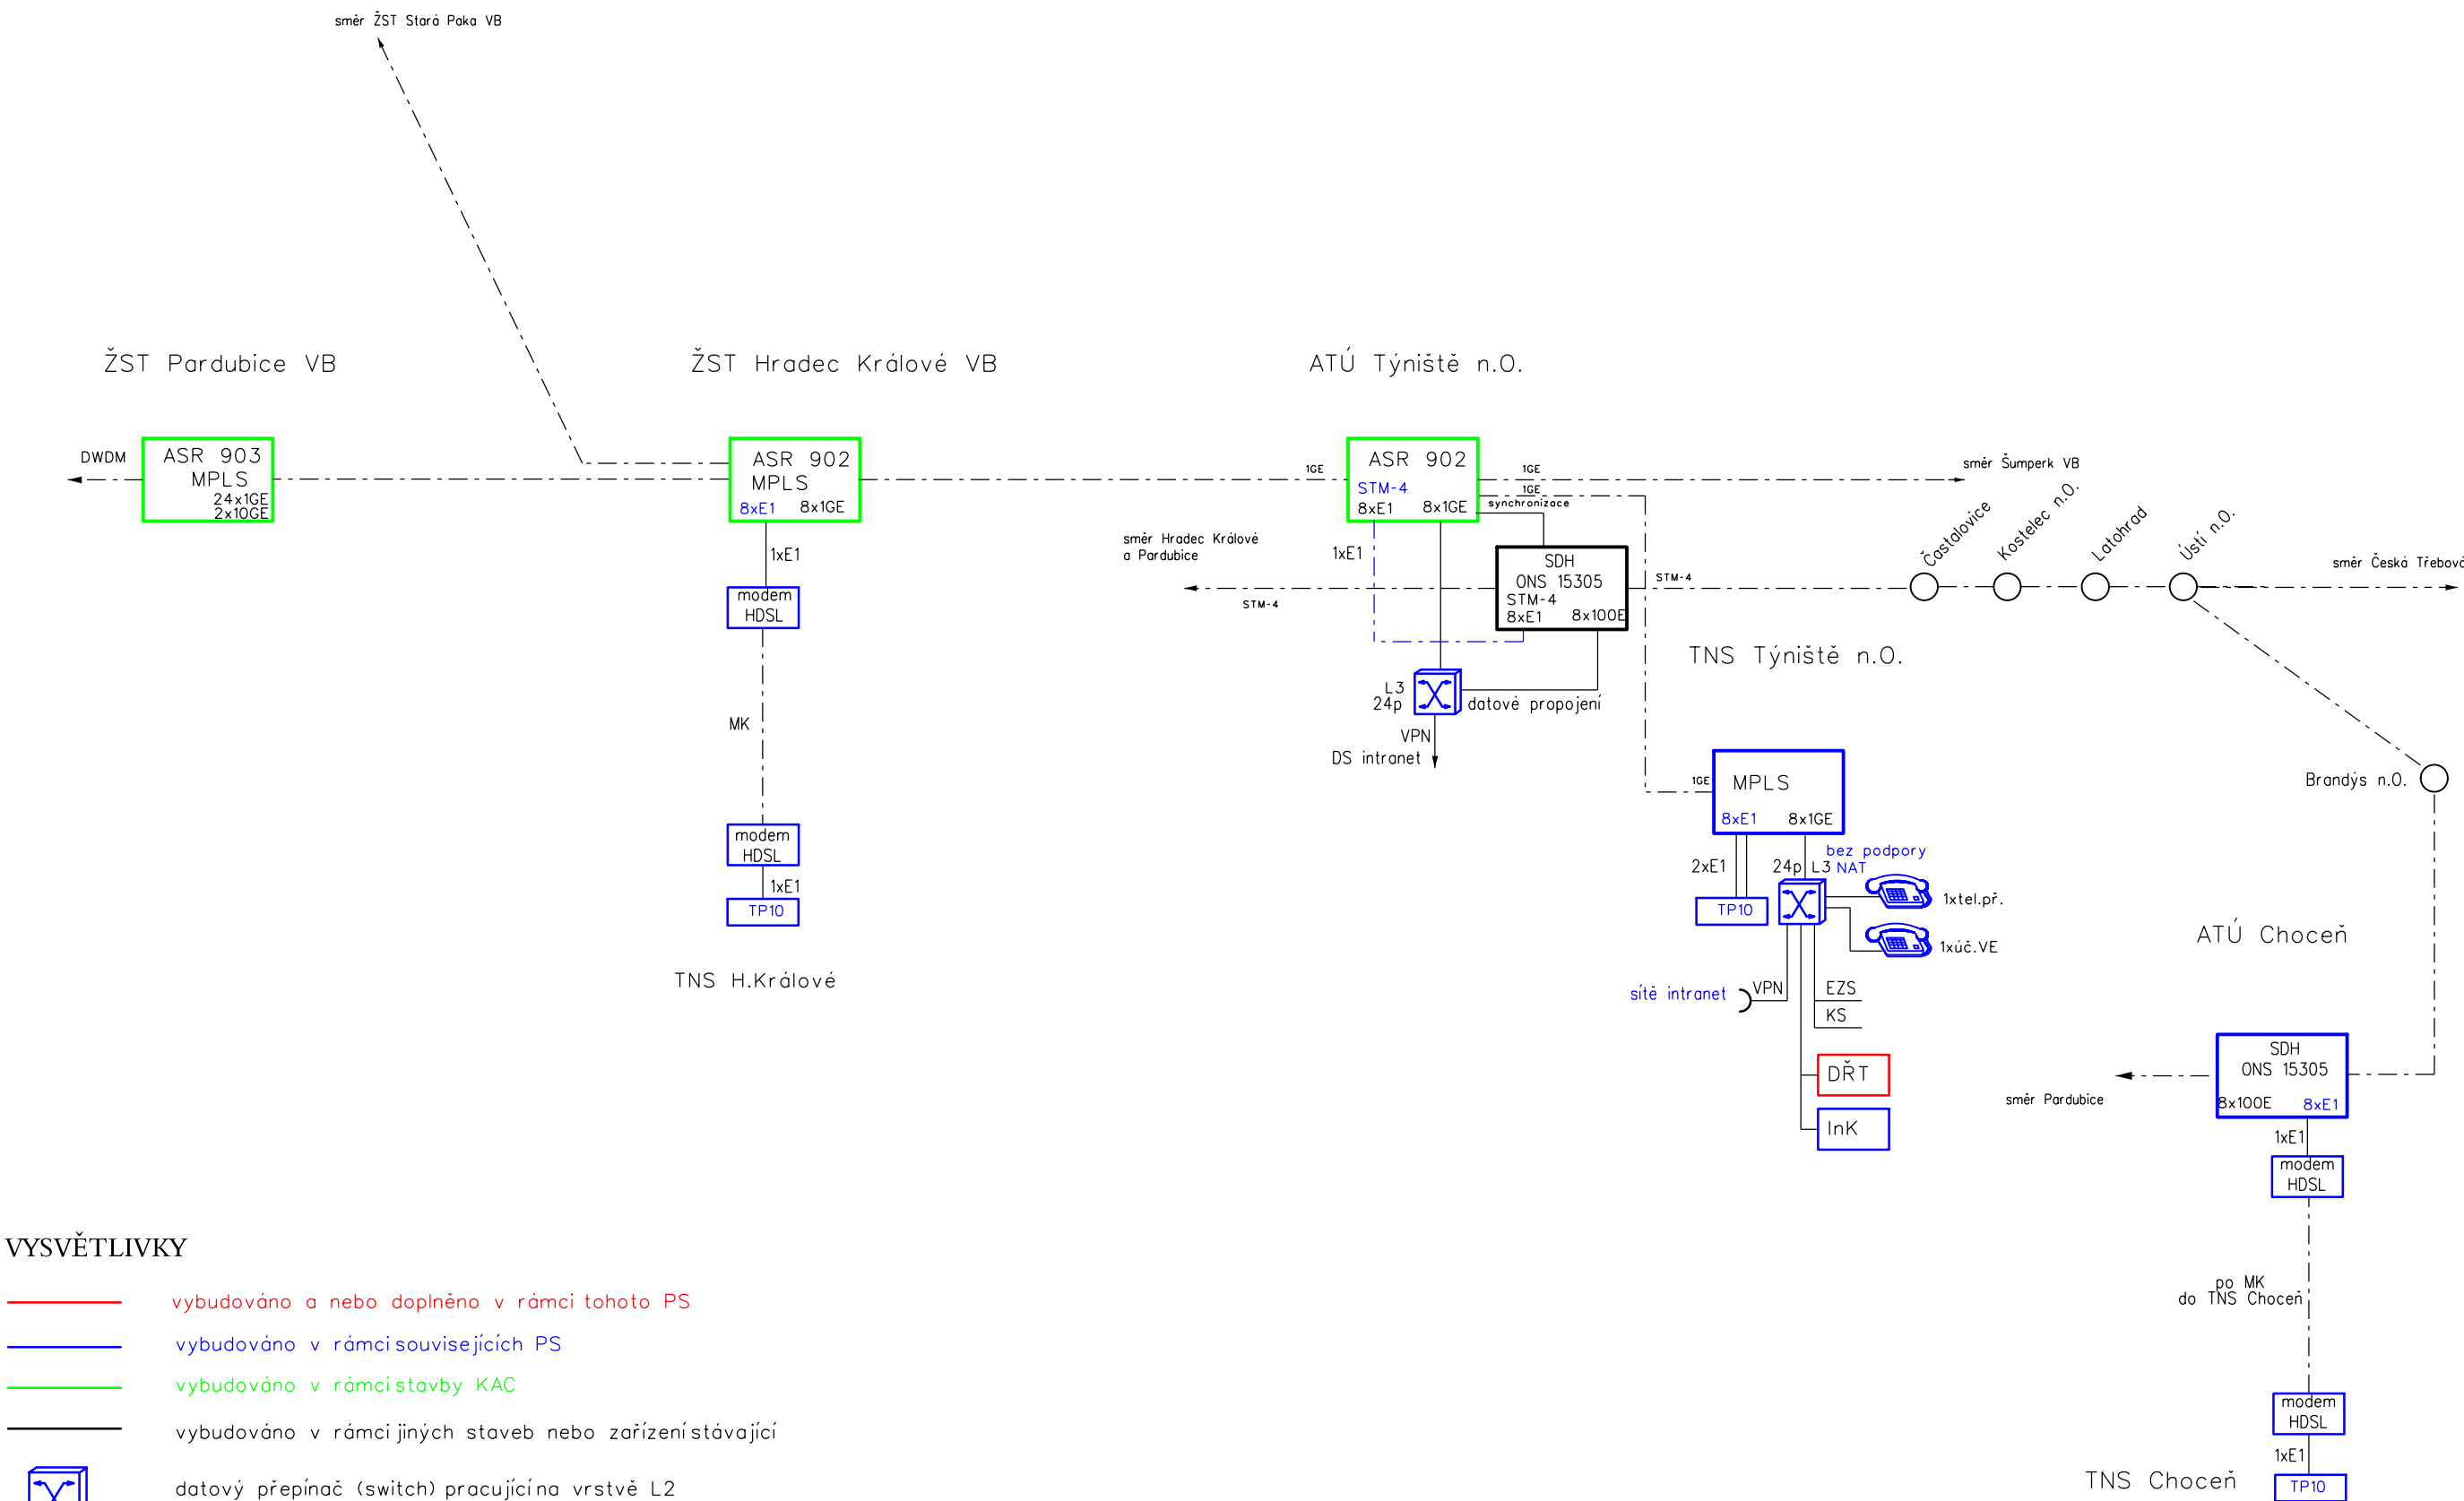 směr ŽST Stará Paka VB
ŽST Pardubice VB
ŽST Hradec Králové VB
ATÚ Týniště n.O.
DWDM
ASR 903
MPLS
24x1GE
2x10GE
ASR 902
MPLS
8xE1
8x1GE
1GE
ASR 902
STM-4
8xE1
8x1GE
1GE
1GE
synchronizace
směr Šumperk VB
1xE1
modem
HDSL
MK
modem
HDSL
1xE1
TP10
TNS H.Králové
směr Hradec Králové
a Pardubice
STM-4
1xE1
SDH
ONS 15305
STM-4
8xE1
8x100E
STM-4
Častalovice
Kostelec n.O.
Latohrad
Ústí n.O.
směr Česká Třebová
L3
24p
datové propojení
VPN
DS intranet
TNS Týniště n.O.
1GE
MPLS
8xE1
8x1GE
2xE1
TP10
24p L3
bez podpory
NAT
1xtel.př.
1xúč.VE
sítě intranet
VPN
EZS
KS
DŘT
InK
Brandýs n.O.
ATÚ Choceň
SDH
ONS 15305
8x100E
8xE1
směr Pardubice
1xE1
modem
HDSL
po MK
do TNS Choceň
modem
HDSL
1xE1
TNS Choceň
TP10
VYSVĚTLIVKY
vybudováno a nebo doplněno v rámci tohoto PS
vybudováno v rámci souvisejících PS
vybudováno v rámci stavby KAC
vybudováno v rámci jiných staveb nebo zařízení stávající
datový přepínač (switch) pracující na vrstvě L2